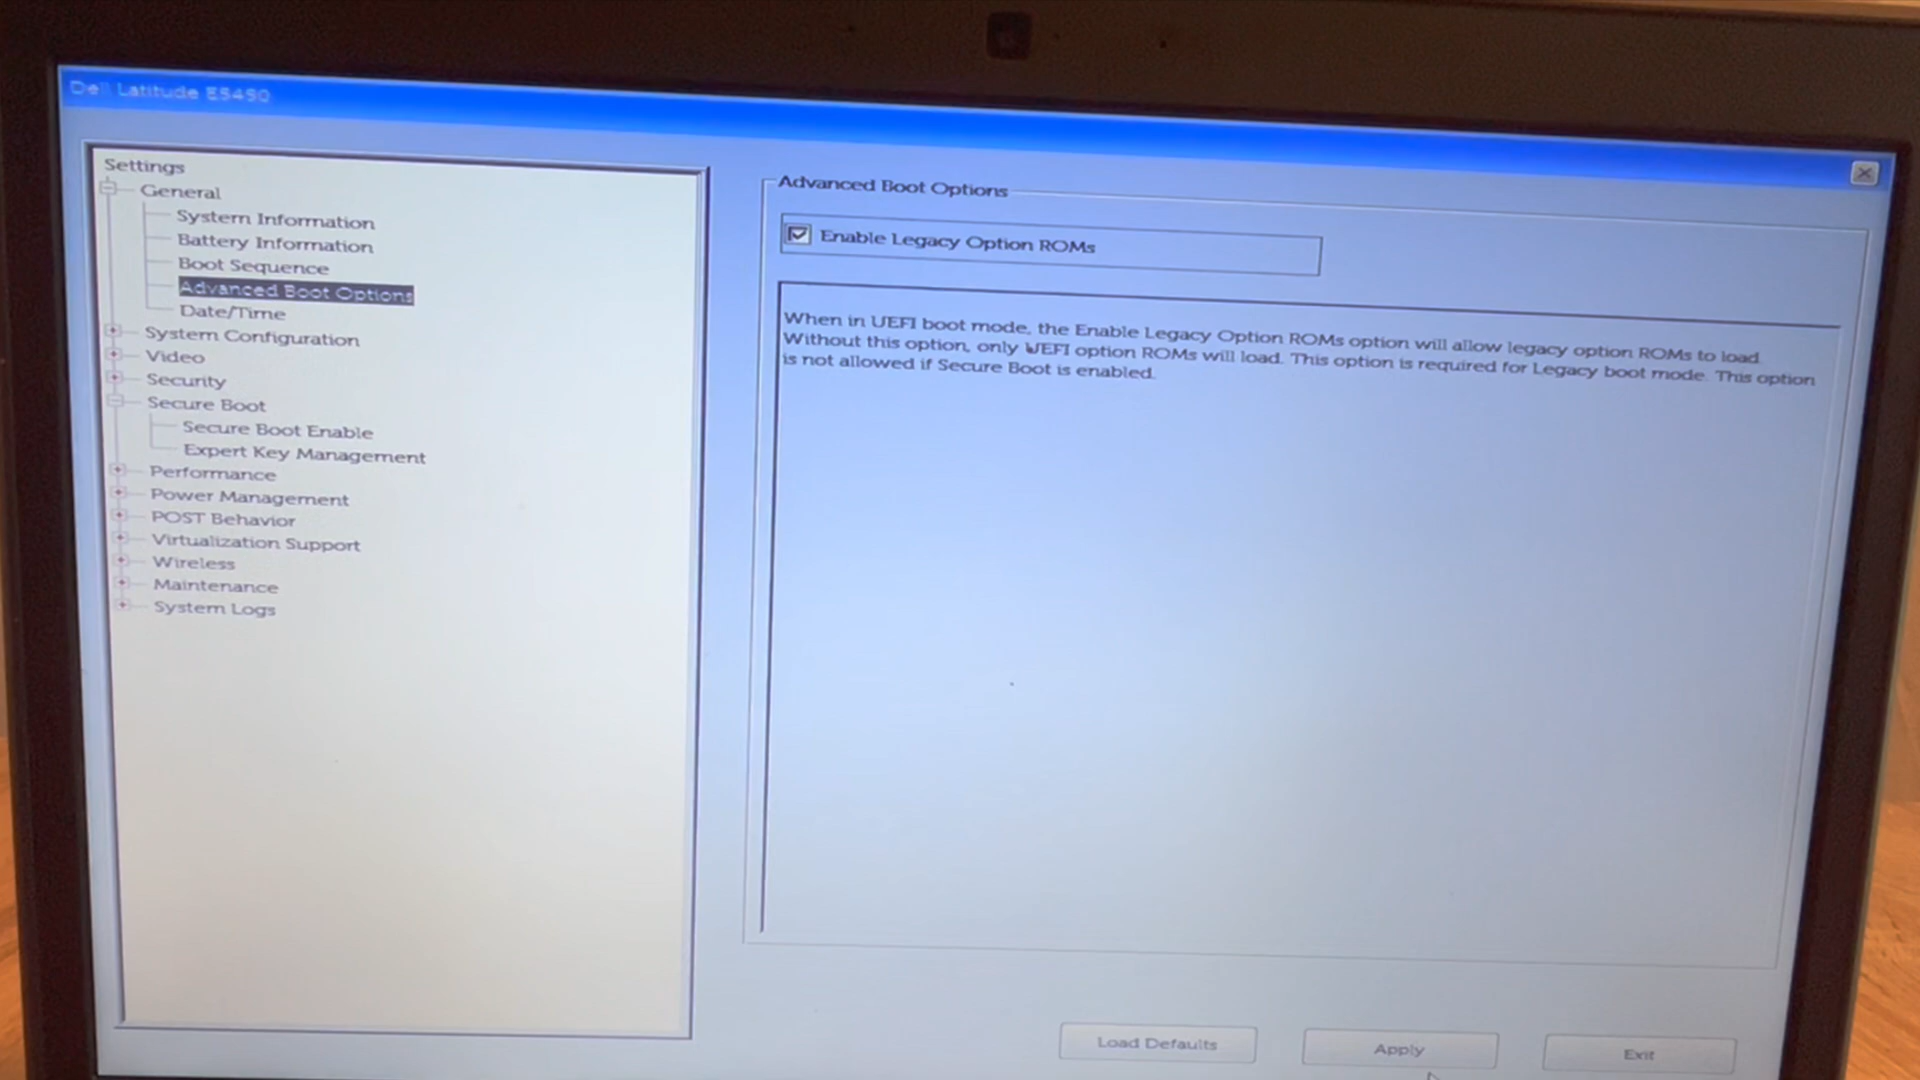 Dell Latitude E5450
Settings
General
System Information
Battery Information
Boot Sequence
Advanced Boot Options
Date/Time
System Configuration
Video
Security
Secure Boot
Secure Boot Enable
Expert Key Management
Performance
Power Management
POST Behavior
Virtualization Support
Wireless
Maintenance
System Logs
Advanced Boot Options
Enable Legacy Option ROMs
When in UEFI boot mode, the Enable Legacy Option ROMs option will allow legacy option ROMs to load.
Without this option, only UEFI option ROMs will load. This option is required for Legacy boot mode. This option
is not allowed if Secure Boot is enabled.
Load Defaults
Apply
Exit